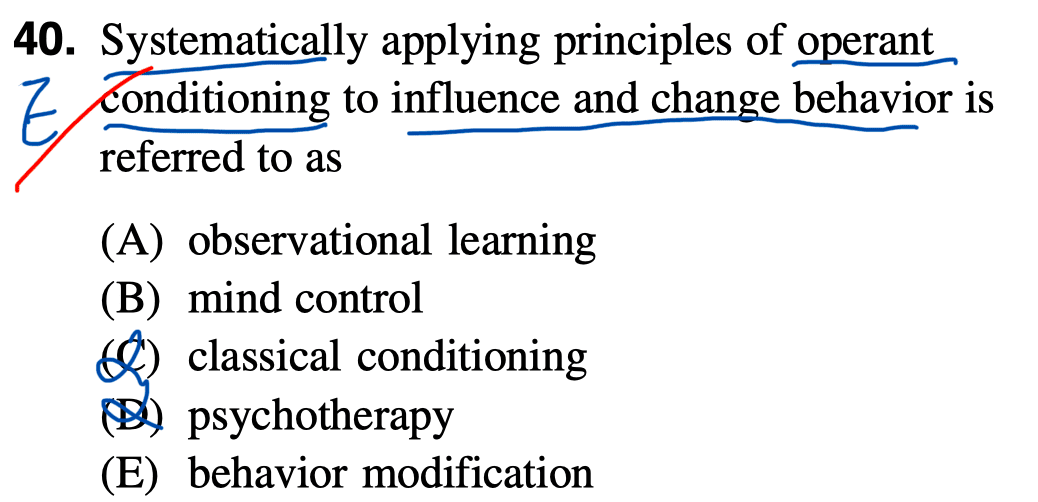 40. Systematically applying principles of operant
conditioning to influence and change behavior is
referred to as
E
(A) observational learning
(B) mind control
(C) classical conditioning
(D) psychotherapy
(E) behavior modification